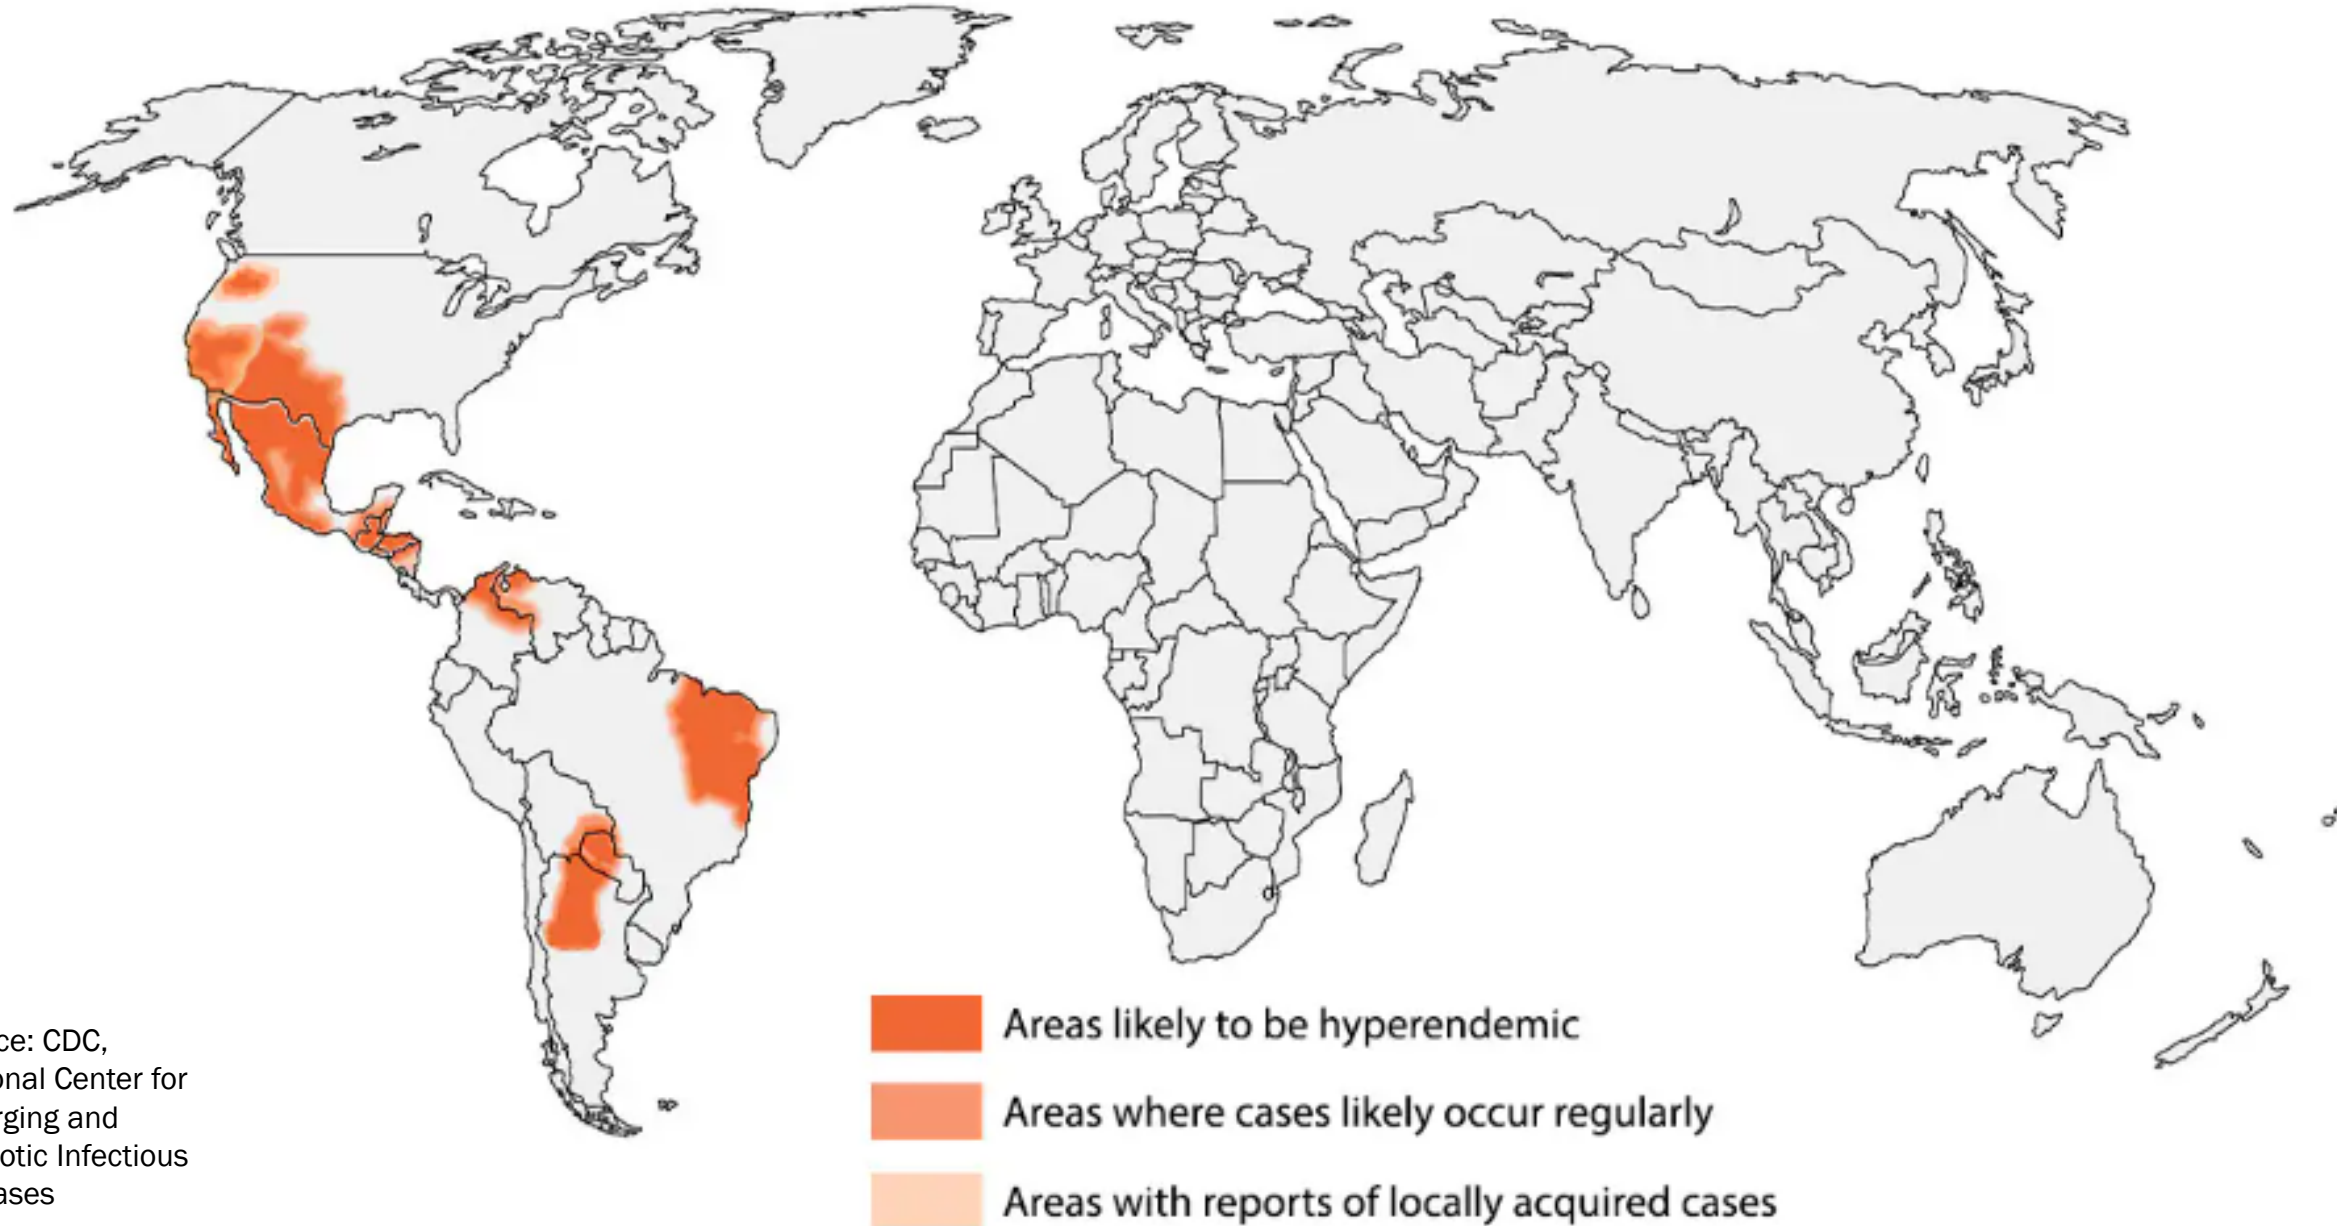 Areas likely to be hyperendemic
Areas where cases likely occur regularly
Areas with reports of locally acquired cases
ce: CDC,
onal Center for
rging and
otic Infectious
ases